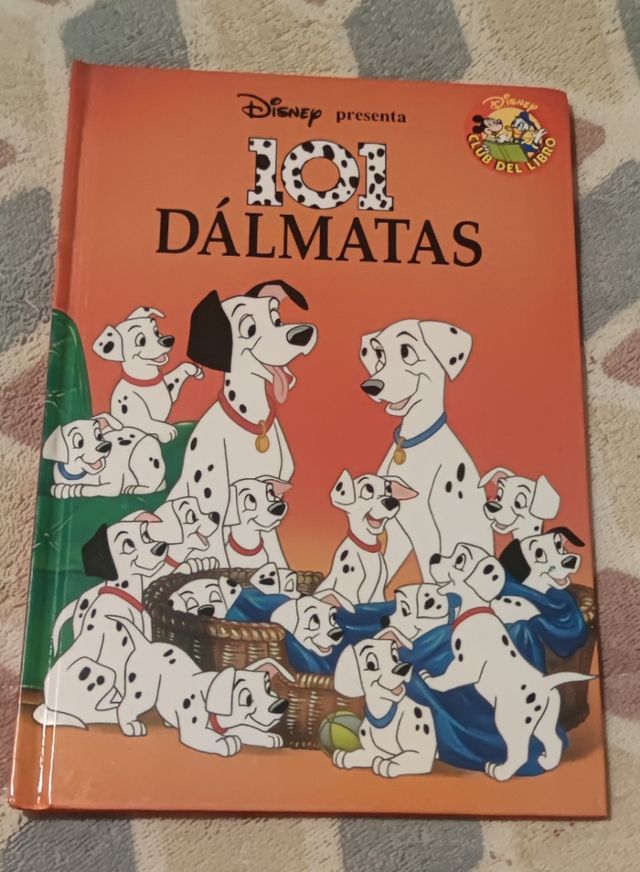 Disney presenta
101
DÁLMATAS
Disney
CLUB DEL LIBRO